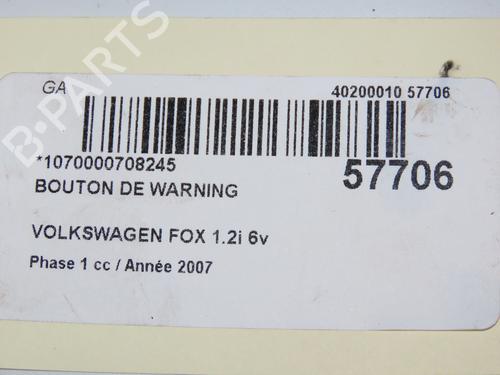 B-PARTS
GA
40200010 57706
*1070000708245
57706
BOUTON DE WARNING
VOLKSWAGEN FOX 1.2i 6v
Phase 1 cc / Année 2007